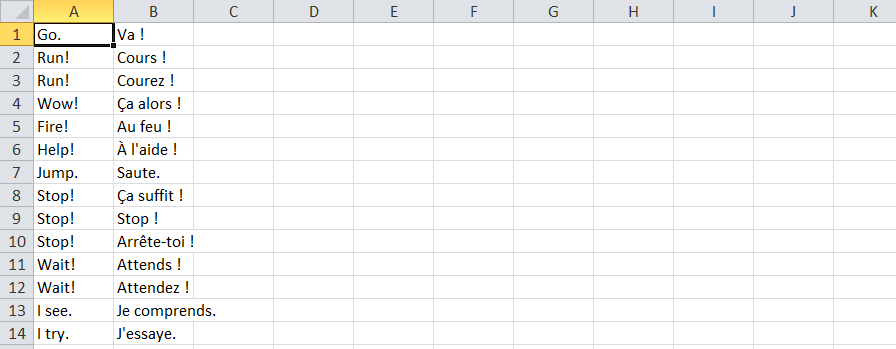 A B C D E F G H I J K
1 Go. Va !
2 Run! Cours !
3 Run! Courez !
4 Wow! Ça alors !
5 Fire! Au feu !
6 Help! À l'aide !
7 Jump. Saute.
8 Stop! Ça suffit !
9 Stop! Stop !
10 Stop! Arrête-toi !
11 Wait! Attends !
12 Wait! Attendez !
13 I see. Je comprends.
14 I try. J'essaye.